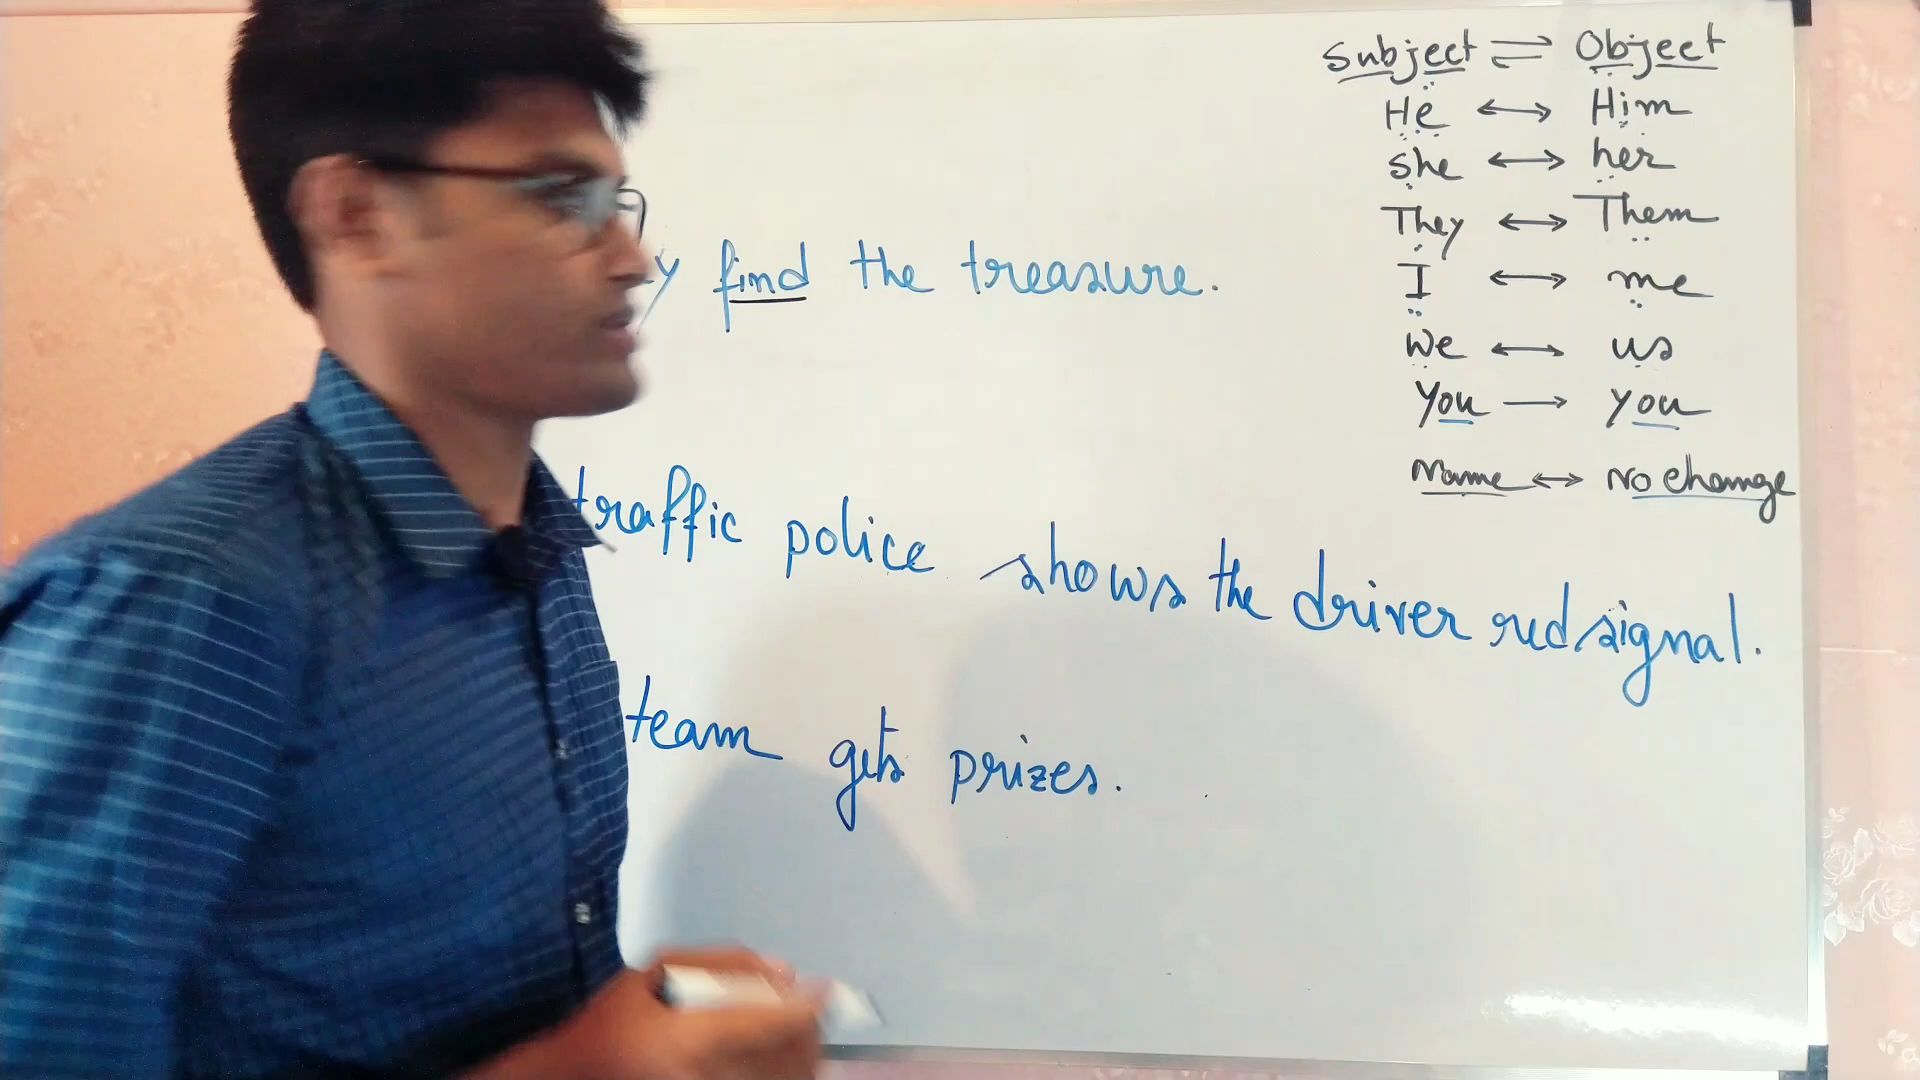 Subject ⇌ Object
He ↔ Him
she ↔ her
They ↔ Them
I ↔ me
We ↔ us
You → you
Name ↔ No change
y find the treasure.
traffic police shows the driver red signal.
team gets prizes.